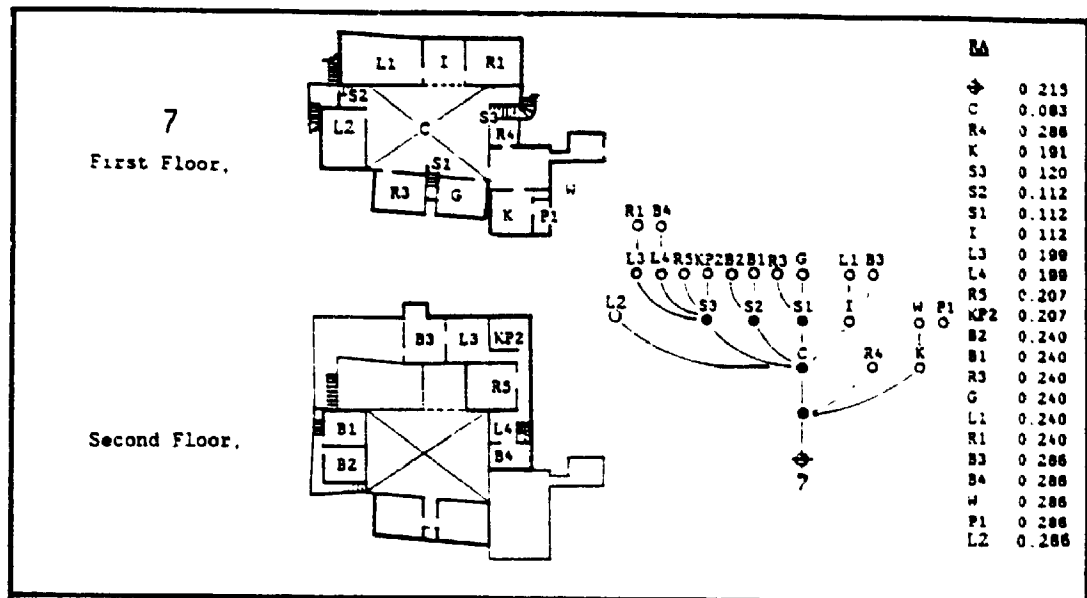 7
First Floor,
L1 I R1
S2
S3
L2 C R4
S1
R3 G K P1 W
B3 L3 KP2
R5
Second Floor,
B1 L4
B2 B4
R1 B4
L3 L4 R5 KP2 B2 B1 R3 G L1 B3
L2 S3 S2 S1 I W P1
C R4 K
7
RA
0.215
C 0.083
R4 0.286
K 0.191
S3 0.120
S2 0.112
S1 0.112
I 0.112
L3 0.199
L4 0.199
R5 0.207
KP2 0.207
B2 0.240
B1 0.240
R3 0.240
G 0.240
L1 0.240
R1 0.240
B3 0.286
B4 0.286
W 0.286
P1 0.286
L2 0.286